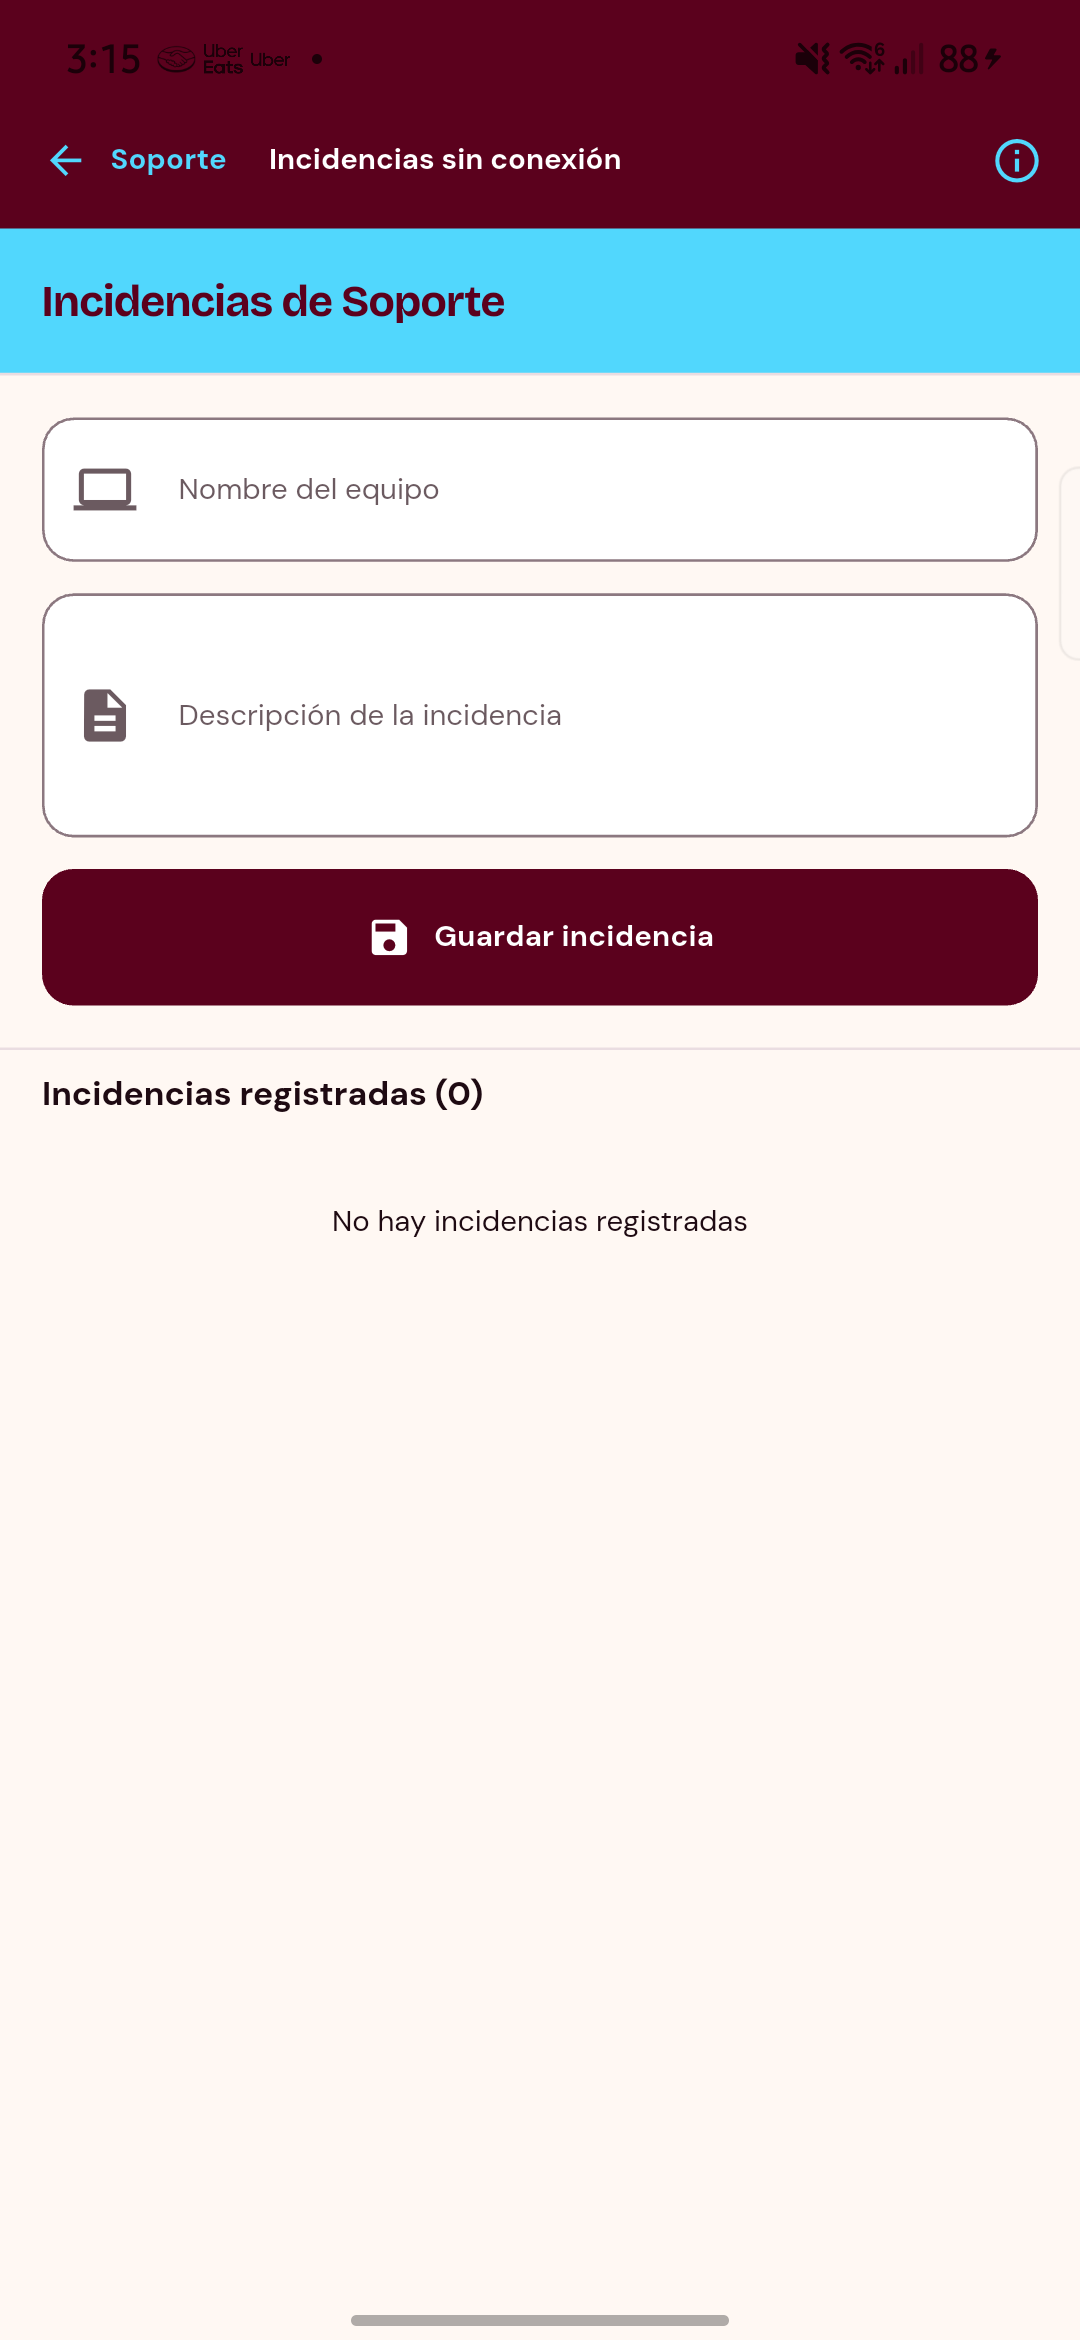 3:15 Uber Eats Uber 6 88
Soporte Incidencias sin conexión
Incidencias de Soporte
Nombre del equipo
Descripción de la incidencia
Guardar incidencia
Incidencias registradas (0)
No hay incidencias registradas